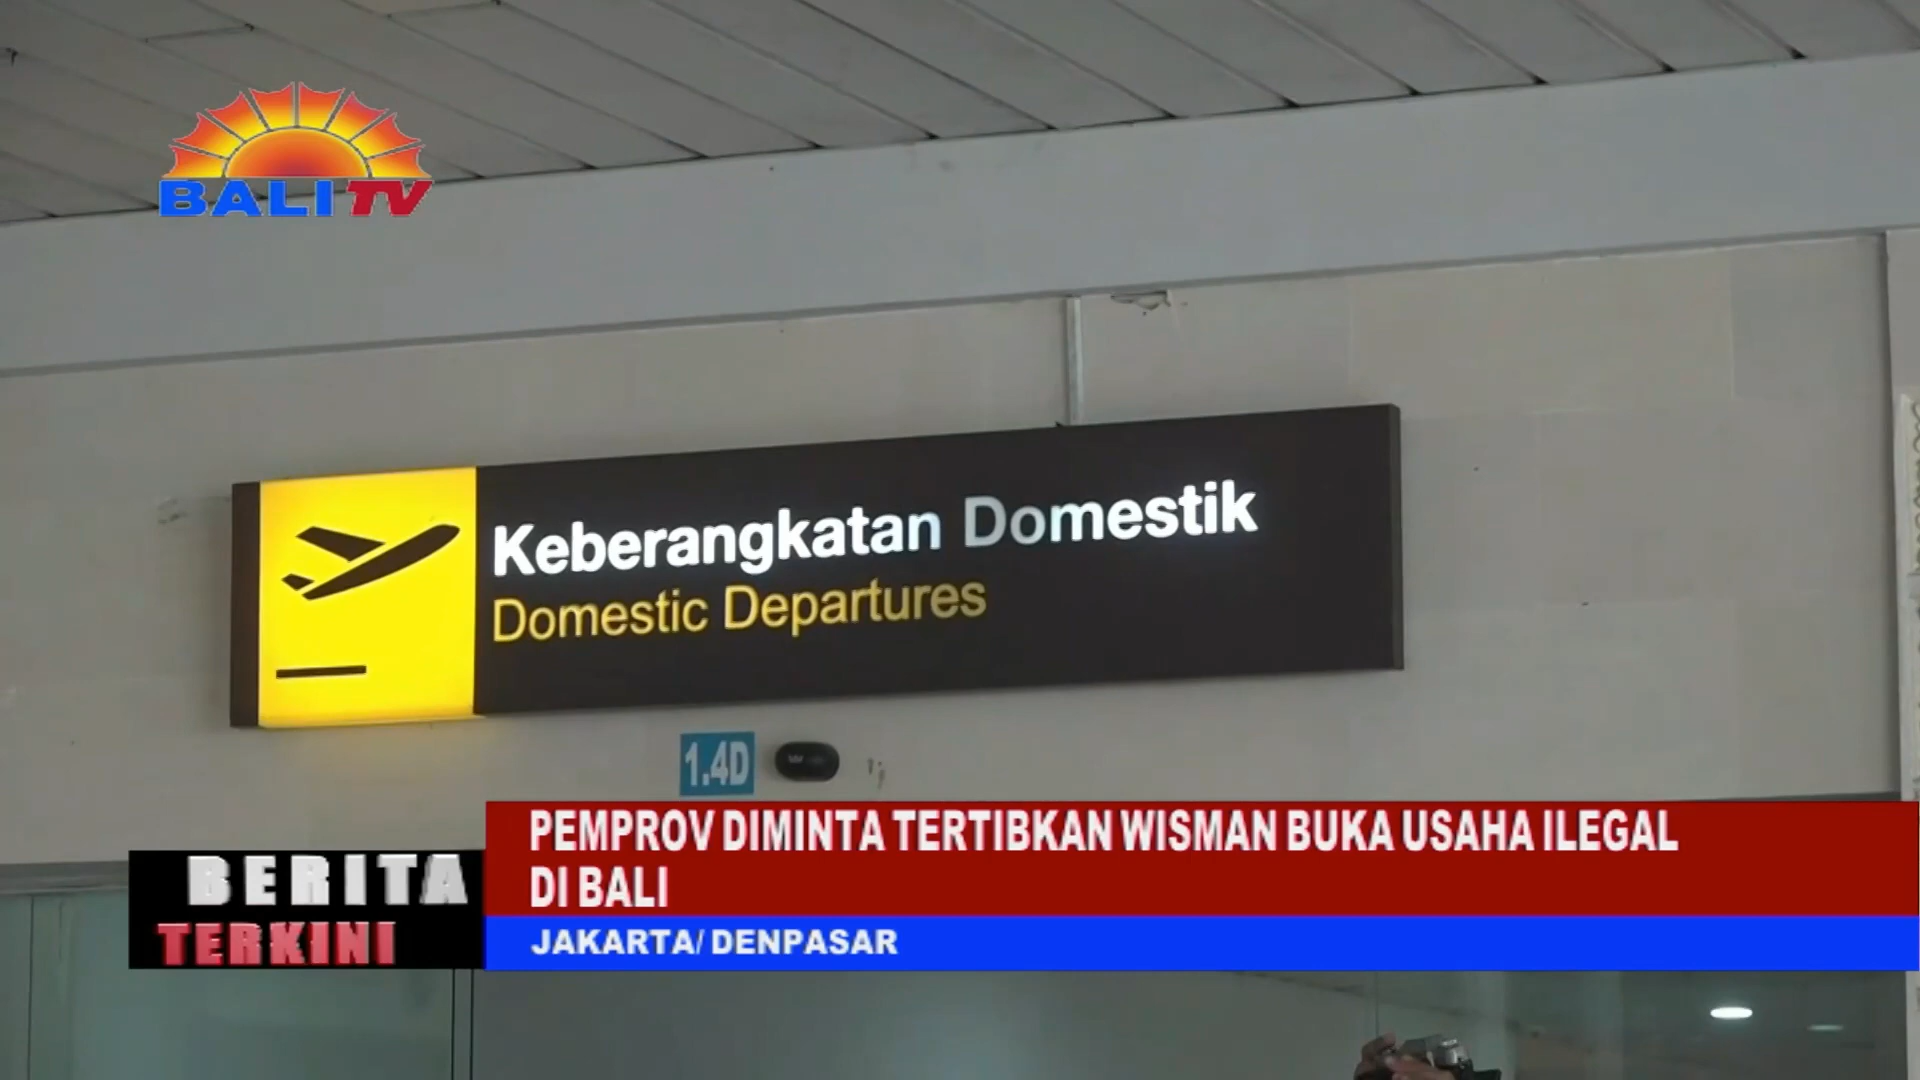 BALI TV
Keberangkatan Domestik
Domestic Departures
1.4D
PEMPROV DIMINTA TERTIBKAN WISMAN BUKA USAHA ILEGAL
DI BALI
BERITA
TERKINI
JAKARTA/ DENPASAR